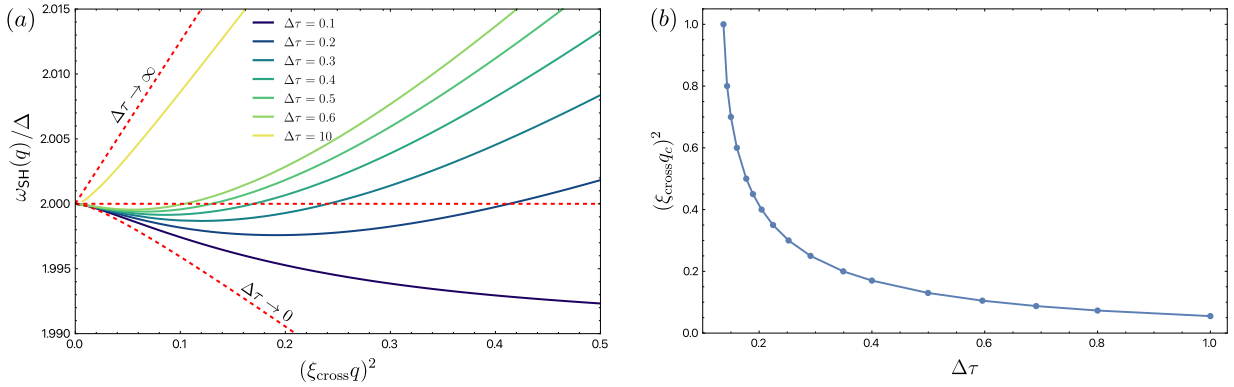 (a)
2.015
2.010
2.005
2.000
1.995
1.990
ω_SH(q)/Δ
0.0 0.1 0.2 0.3 0.4 0.5
(ξ_cross q)²
Δτ → ∞
Δτ → 0
Δτ = 0.1
Δτ = 0.2
Δτ = 0.3
Δτ = 0.4
Δτ = 0.5
Δτ = 0.6
Δτ = 10
(b)
1.0
0.8
0.6
0.4
0.2
0.0
(ξ_cross q_c)²
0.2 0.4 0.6 0.8 1.0
Δτ